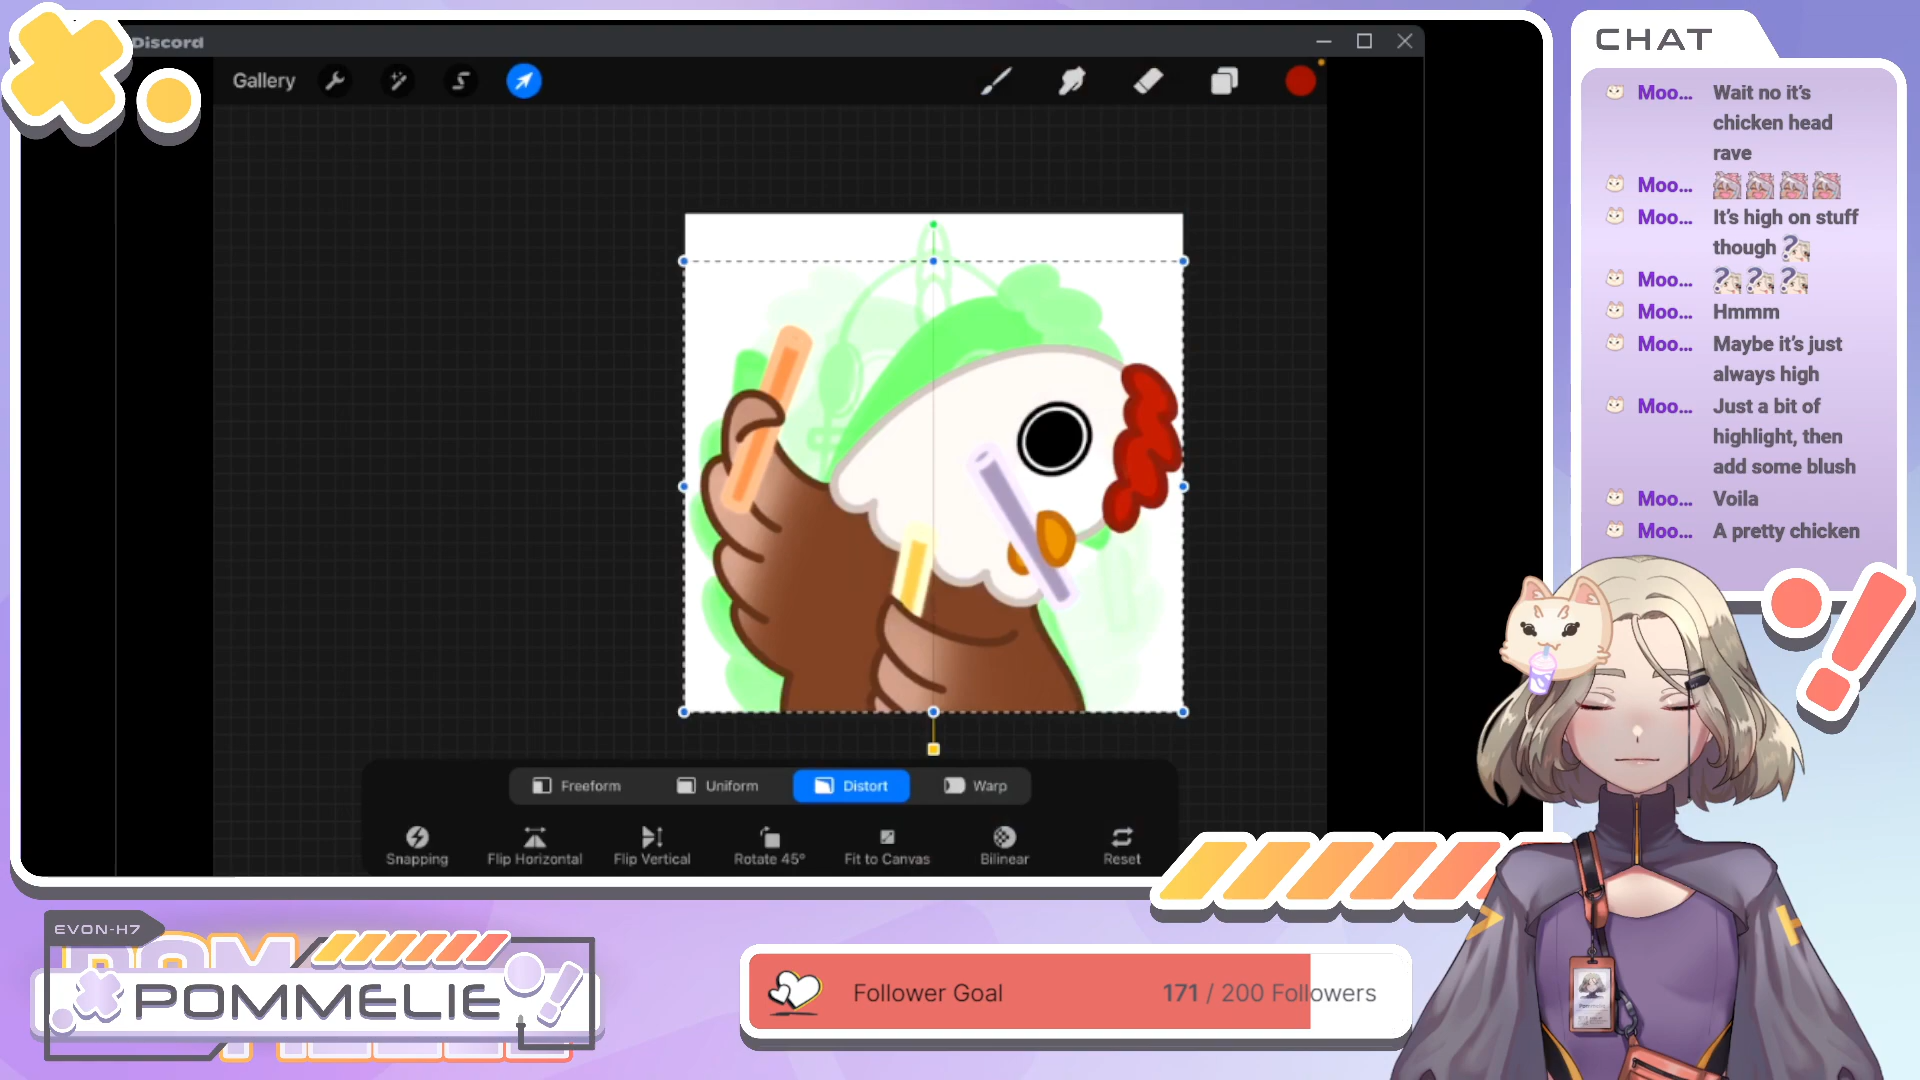 Discord
Gallery
Freeform
Uniform
Distort
Warp
Snapping
Flip Horizontal
Flip Vertical
Rotate 45°
Fit to Canvas
Bilinear
Reset
CHAT
Moo... Wait no it's
chicken head
rave
Moo...
Moo... It's high on stuff
though
Moo...
Moo... Hmmm
Moo... Maybe it's just
always high
Moo... Just a bit of
highlight, then
add some blush
Moo... Voila
Moo... A pretty chicken
EVON-H7
POMMELIE
Follower Goal
171 / 200 Followers